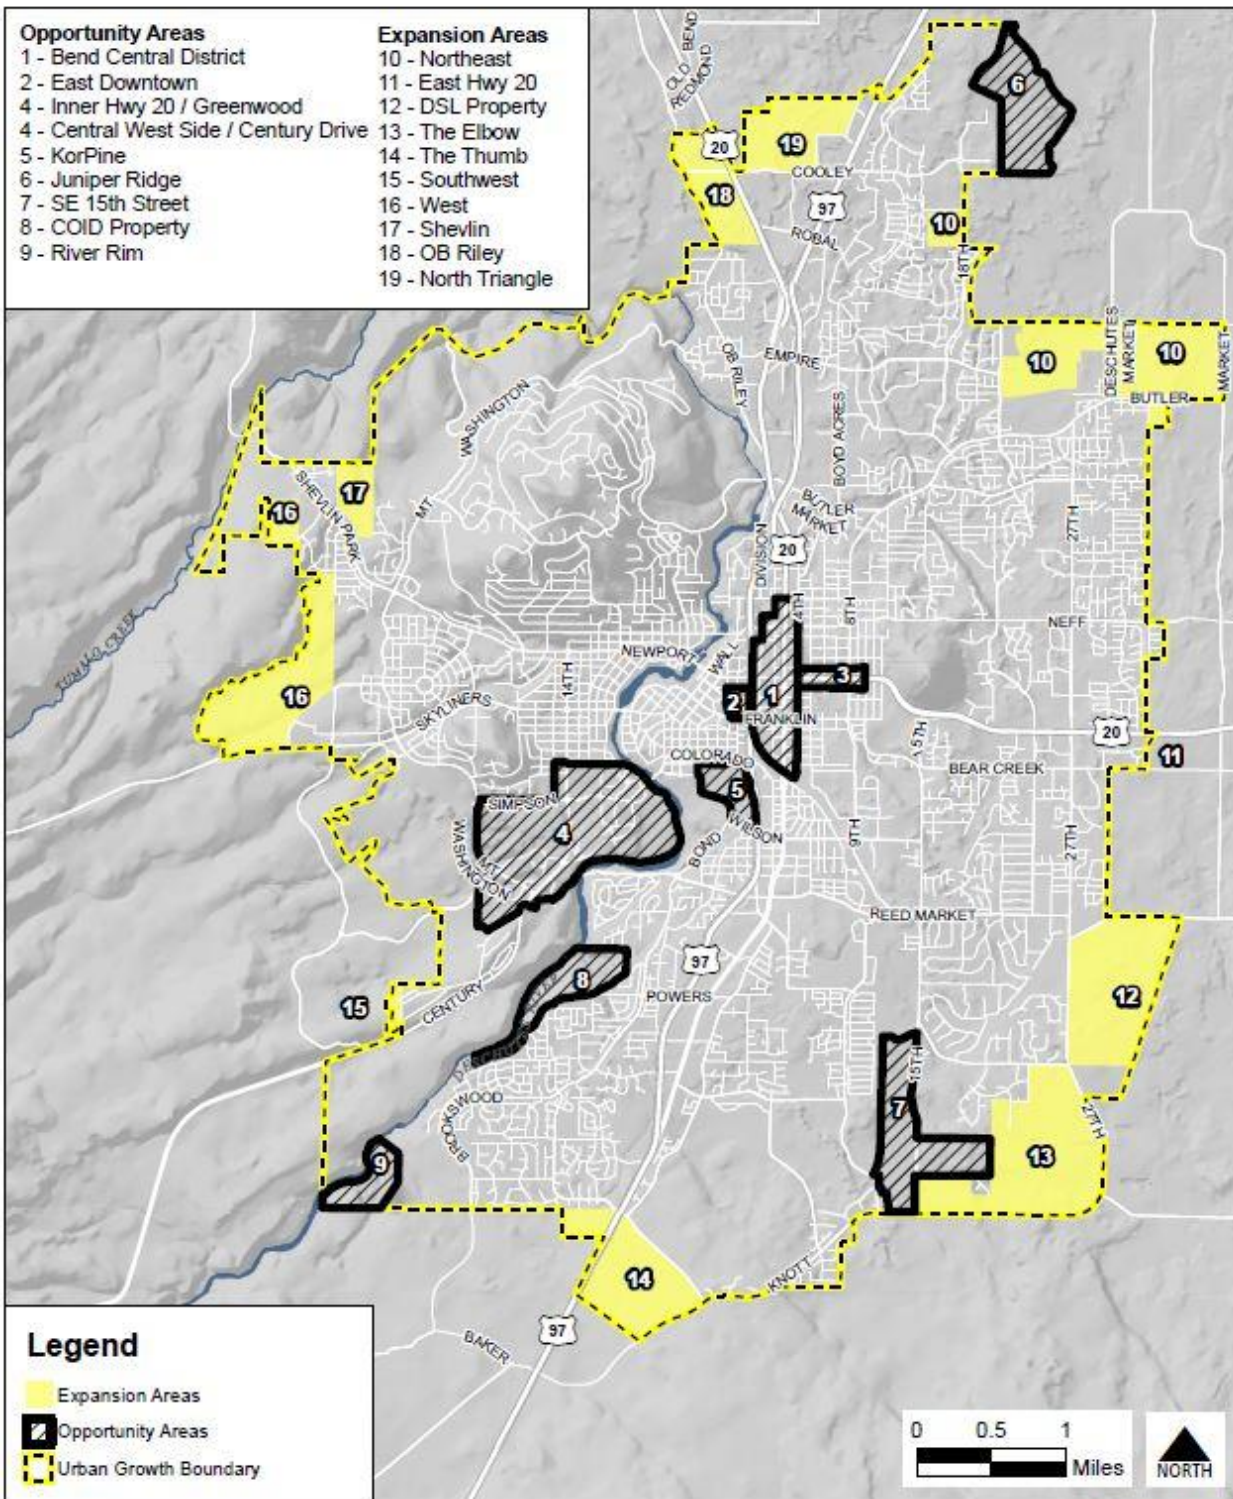 Opportunity Areas
1 - Bend Central District
2 - East Downtown
4 - Inner Hwy 20 / Greenwood
4 - Central West Side / Century Drive
5 - KorPine
6 - Juniper Ridge
7 - SE 15th Street
8 - COID Property
9 - River Rim
Expansion Areas
10 - Northeast
11 - East Hwy 20
12 - DSL Property
13 - The Elbow
14 - The Thumb
15 - Southwest
16 - West
17 - Shevlin
18 - OB Riley
19 - North Triangle
OLD BEND
REDMOND
6
20
19
COOLEY
18
97
ROBAL
10
18TH
OB RILEY
EMPIRE
DESCHUTES
MARKET
10
10
MARKET
BUTLER
WASHINGTON
MT
BOYD ACRES
17
SHEVLIN PARK
16
BUTLER
MARKET
DIVISION
20
27TH
4TH
8TH
NEFF
TUMALO CREEK
NEWPORT
WALL
14TH
3
16
SKYLINERS
2
1
FRANKLIN
15TH
20
11
COLORADO
BEAR CREEK
5
SIMPSON
4
WILSON
BOND
9TH
27TH
MT
WASHINGTON
REED MARKET
97
8
POWERS
12
15
CENTURY
15TH
BROOKSWOOD
7
27TH
9
13
KNOTT
14
97
BAKER
Legend
Expansion Areas
Opportunity Areas
Urban Growth Boundary
0 0.5 1
Miles
NORTH